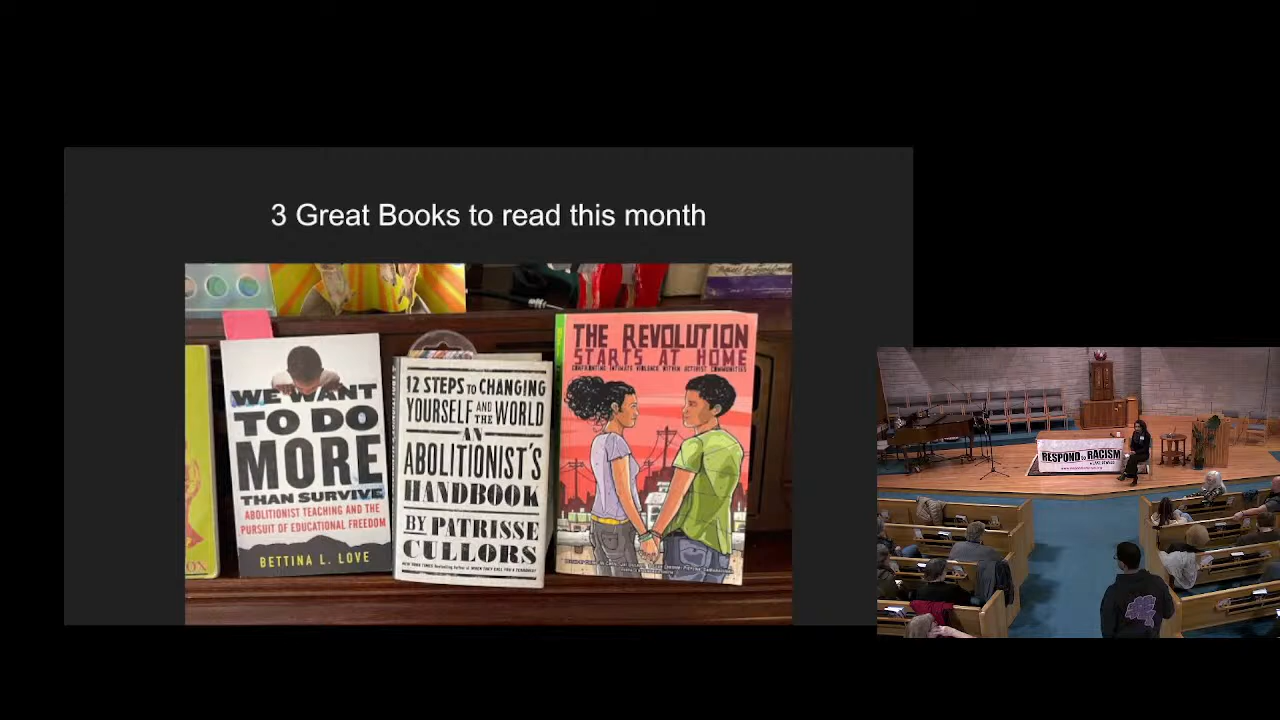 3 Great Books to read this month
WE WANT
TO DO
MORE
THAN SURVIVE
ABOLITIONIST TEACHING AND THE
PURSUIT OF EDUCATIONAL FREEDOM
BETTINA L. LOVE
12 STEPS TO CHANGING
YOURSELF AND THE WORLD
AN
ABOLITIONIST'S
HANDBOOK
BY PATRISSE
CULLORS
THE REVOLUTION
STARTS AT HOME
CONFRONTING INTIMATE VIOLENCE WITHIN ACTIVIST COMMUNITIES
OX
RESPOND TO RACISM